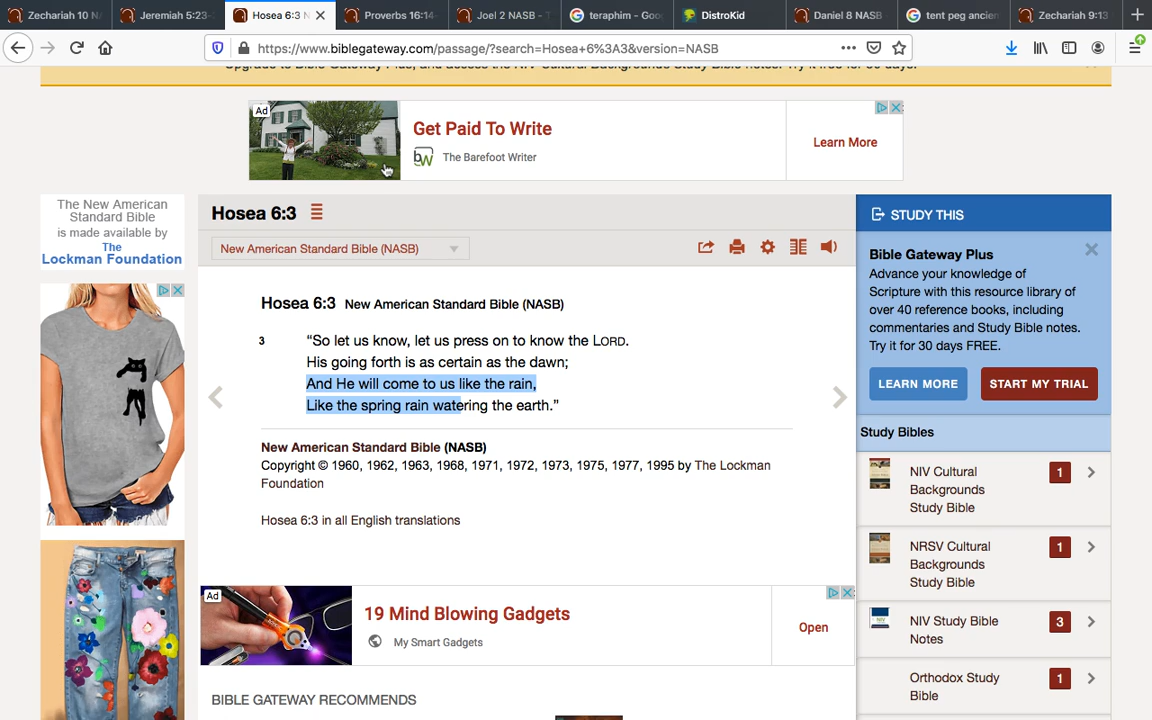 Zechariah 10 N
Jeremiah 5:23-
Hosea 6:3 N
Proverbs 16:14-
Joel 2 NASB - T
teraphim - Goo
DistroKid
Daniel 8 NASB
tent peg ancien
Zechariah 9:13
https://www.biblegateway.com/passage/?search=Hosea+6%3A3&version=NASB
Ad
Get Paid To Write
bW The Barefoot Writer
Learn More
The New American
Standard Bible
is made available by
The
Lockman Foundation
Hosea 6:3
New American Standard Bible (NASB)
Hosea 6:3 New American Standard Bible (NASB)
3 “So let us know, let us press on to know the LORD.
His going forth is as certain as the dawn;
And He will come to us like the rain,
Like the spring rain watering the earth.”
New American Standard Bible (NASB)
Copyright © 1960, 1962, 1963, 1968, 1971, 1972, 1973, 1975, 1977, 1995 by The Lockman
Foundation
Hosea 6:3 in all English translations
Ad
19 Mind Blowing Gadgets
My Smart Gadgets
Open
BIBLE GATEWAY RECOMMENDS
STUDY THIS
Bible Gateway Plus
Advance your knowledge of
Scripture with this resource library of
over 40 reference books, including
commentaries and Study Bible notes.
Try it for 30 days FREE.
LEARN MORE
START MY TRIAL
Study Bibles
NIV Cultural
Backgrounds
Study Bible
1
NRSV Cultural
Backgrounds
Study Bible
1
NIV Study Bible
Notes
3
Orthodox Study
Bible
1